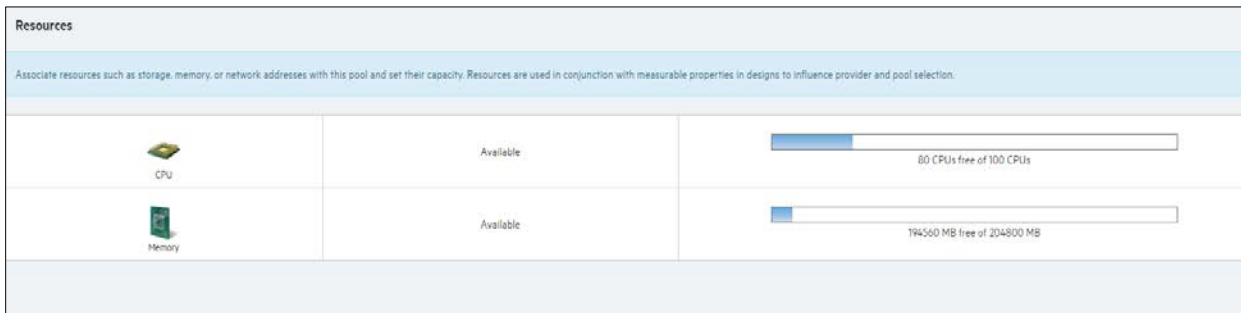 Resources
Associate resources such as storage, memory, or network addresses with this pool and set their capacity. Resources are used in conjunction with measurable properties in designs to influence provider and pool selection.
CPU
Available
80 CPUs free of 100 CPUs
Memory
Available
194560 MB free of 204800 MB